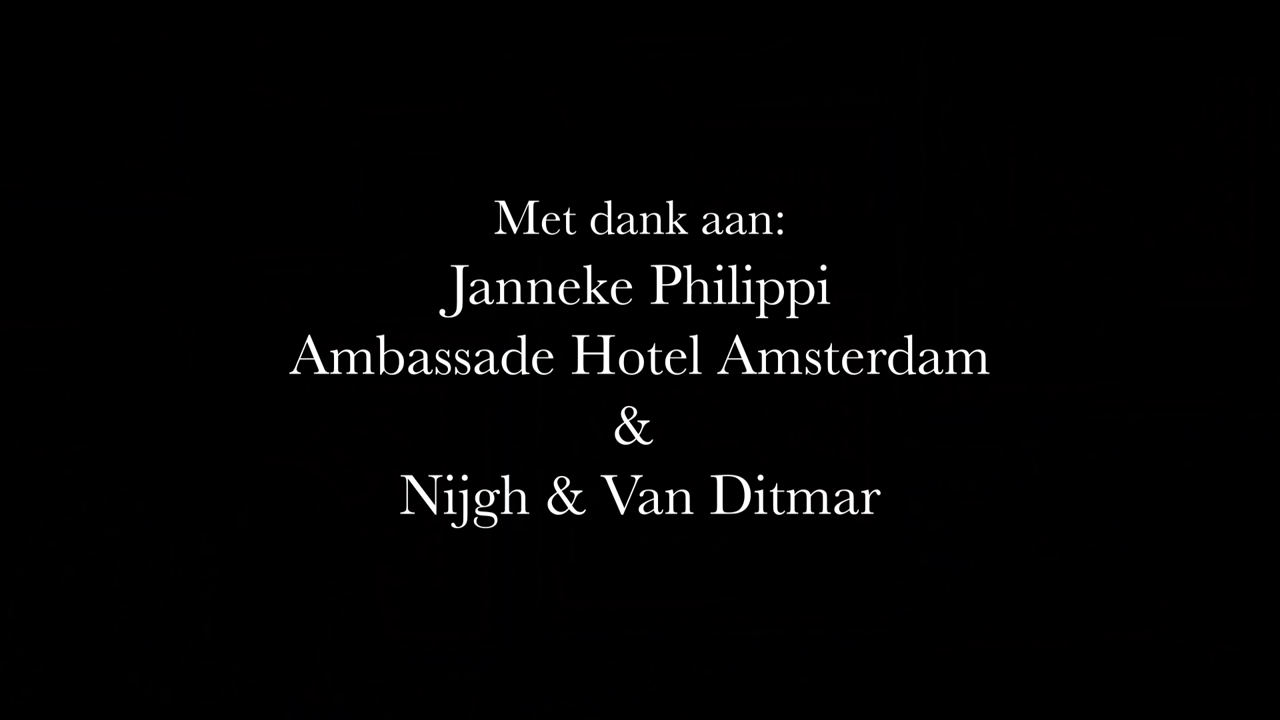 Met dank aan:
Janneke Philippi
Ambassade Hotel Amsterdam
&
Nijgh & Van Ditmar